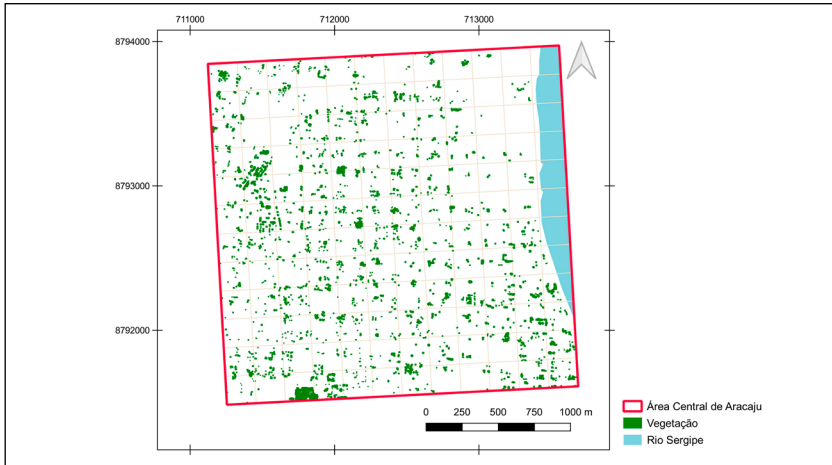 711000
712000
713000
8794000
8793000
8792000
0 250 500 750 1000 m
Área Central de Aracaju
Vegetação
Rio Sergipe